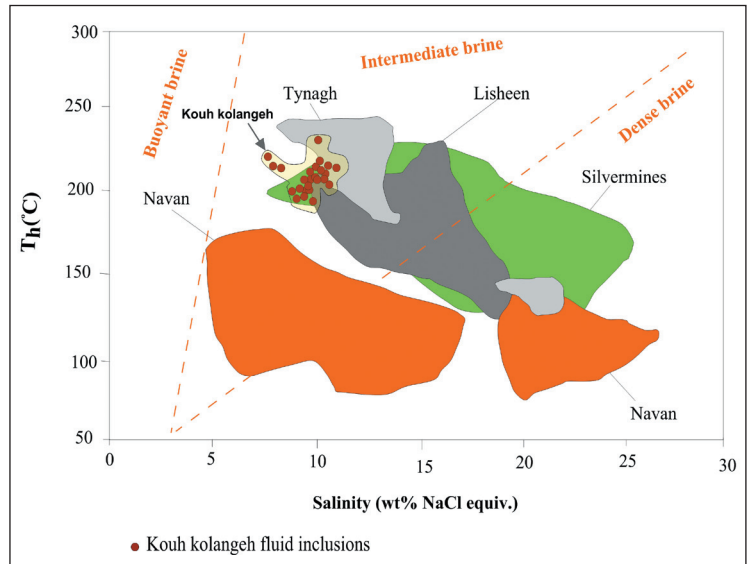 300
250
200
150
100
50
0
5
10
15
20
25
30
Th(°C)
Salinity (wt% NaCl equiv.)
Buoyant brine
Intermediate brine
Dense brine
Tynagh
Lisheen
Kouh kolangeh
Silvermines
Navan
Navan
Kouh kolangeh fluid inclusions